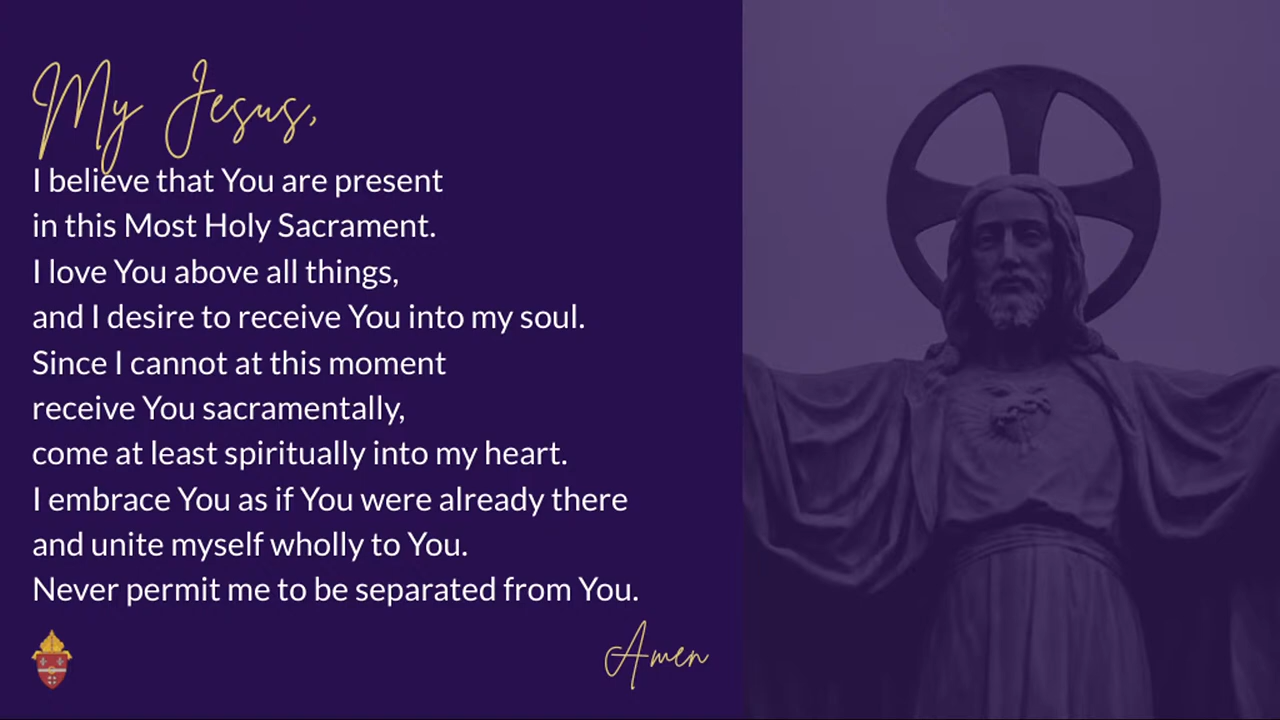 My Jesus,
I believe that You are present
in this Most Holy Sacrament.
I love You above all things,
and I desire to receive You into my soul.
Since I cannot at this moment
receive You sacramentally,
come at least spiritually into my heart.
I embrace You as if You were already there
and unite myself wholly to You.
Never permit me to be separated from You.
Amen